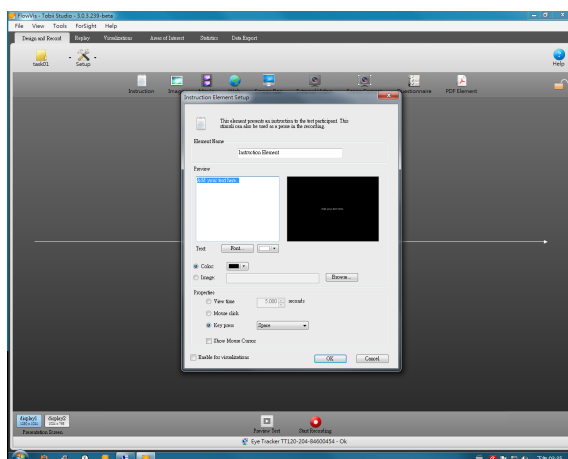 FlowVis - Tobii Studio - 3.0.3.239-beta
File View Tools ForSight Help
Design and Record Replay Visualizations Areas of Interest Statistics Data Export
task01 Setup Help
Instruction Questionnaire PDF Element
Instruction Element Setup
This element presents an instruction to the test participant. This
stimuli can also be used as a pause in the recording.
Element Name
Instruction Element
Preview
Add your text here...
Text: Font...
Color:
Image: Browse...
Properties
View time 5.000 seconds
Mouse click
Key press Space
Show Mouse Cursor
Enable for visualizations OK Cancel
display1 display2
Presentation Screen
Preview Test Start Recording
Eye Tracker TT120-204-84600454 - Ok